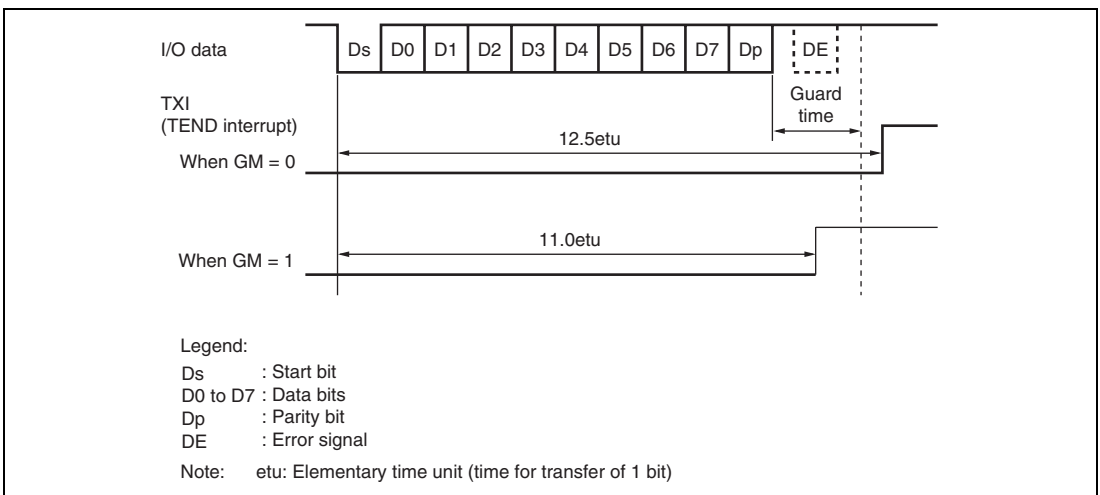 I/O data
Ds D0 D1 D2 D3 D4 D5 D6 D7 Dp DE
Guard
time
TXI
(TEND interrupt)
12.5etu
When GM = 0
11.0etu
When GM = 1
Legend:
Ds : Start bit
D0 to D7 : Data bits
Dp : Parity bit
DE : Error signal
Note: etu: Elementary time unit (time for transfer of 1 bit)